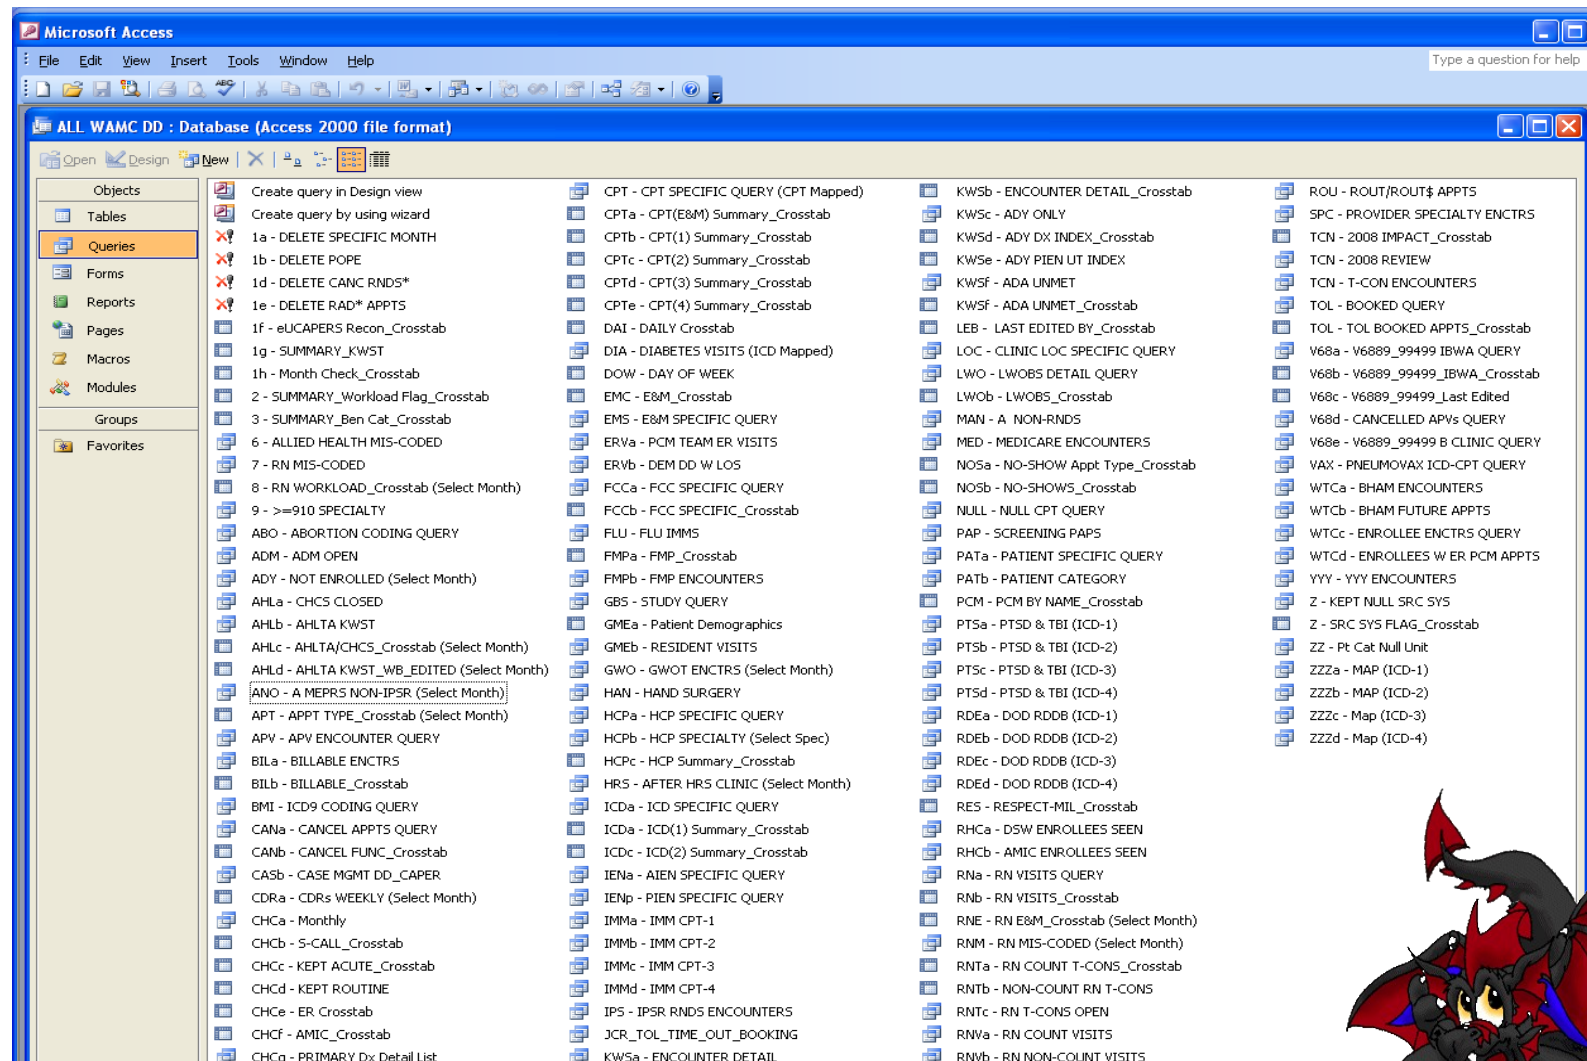 Microsoft Access
File Edit View Insert Tools Window Help
Type a question for help
ALL WAMC DD : Database (Access 2000 file format)
Open Design New
Objects
Tables
Queries
Forms
Reports
Pages
Macros
Modules
Groups
Favorites
Create query in Design view
Create query by using wizard
1a - DELETE SPECIFIC MONTH
1b - DELETE POPE
1d - DELETE CANC RNDS*
1e - DELETE RAD* APPTS
1f - eUCAPERS Recon_Crosstab
1g - SUMMARY_KWST
1h - Month Check_Crosstab
2 - SUMMARY_Workload Flag_Crosstab
3 - SUMMARY_Ben Cat_Crosstab
6 - ALLIED HEALTH MIS-CODED
7 - RN MIS-CODED
8 - RN WORKLOAD_Crosstab (Select Month)
9 - >=910 SPECIALTY
ABO - ABORTION CODING QUERY
ADM - ADM OPEN
ADY - NOT ENROLLED (Select Month)
AHLa - CHCS CLOSED
AHLb - AHLTA KWST
AHLc - AHLTA/CHCS_Crosstab (Select Month)
AHLd - AHLTA KWST_WB_EDITED (Select Month)
ANO - A MEPRS NON-IPSR (Select Month)
APT - APPT TYPE_Crosstab (Select Month)
APV - APV ENCOUNTER QUERY
BILa - BILLABLE ENCTRS
BILb - BILLABLE_Crosstab
BMI - ICD9 CODING QUERY
CANa - CANCEL APPTS QUERY
CANb - CANCEL FUNC_Crosstab
CASb - CASE MGMT DD_CAPER
CDRa - CDRs WEEKLY (Select Month)
CHCa - Monthly
CHCb - S-CALL_Crosstab
CHCc - KEPT ACUTE_Crosstab
CHCd - KEPT ROUTINE
CHCe - ER Crosstab
CHCf - AMIC_Crosstab
CHCg - PRIMARY Dx Detail List
CPT - CPT SPECIFIC QUERY (CPT Mapped)
CPTa - CPT(E&M) Summary_Crosstab
CPTb - CPT(1) Summary_Crosstab
CPTc - CPT(2) Summary_Crosstab
CPTd - CPT(3) Summary_Crosstab
CPTe - CPT(4) Summary_Crosstab
DAI - DAILY Crosstab
DIA - DIABETES VISITS (ICD Mapped)
DOW - DAY OF WEEK
EMC - E&M_Crosstab
EMS - E&M SPECIFIC QUERY
ERVa - PCM TEAM ER VISITS
ERVb - DEM DD W LOS
FCCa - FCC SPECIFIC QUERY
FCCb - FCC SPECIFIC_Crosstab
FLU - FLU IMMS
FMPa - FMP_Crosstab
FMPb - FMP ENCOUNTERS
GBS - STUDY QUERY
GMEa - Patient Demographics
GMEb - RESIDENT VISITS
GWO - GWOT ENCTRS (Select Month)
HAN - HAND SURGERY
HCPa - HCP SPECIFIC QUERY
HCPb - HCP SPECIALTY (Select Spec)
HCPc - HCP Summary_Crosstab
HRS - AFTER HRS CLINIC (Select Month)
ICDa - ICD SPECIFIC QUERY
ICDa - ICD(1) Summary_Crosstab
ICDc - ICD(2) Summary_Crosstab
IENa - AIEN SPECIFIC QUERY
IENp - PIEN SPECIFIC QUERY
IMMa - IMM CPT-1
IMMb - IMM CPT-2
IMMc - IMM CPT-3
IMMd - IMM CPT-4
IPS - IPSR RNDS ENCOUNTERS
JCR_TOL_TIME_OUT_BOOKING
KWSa - ENCOUNTER DETAIL
KWSb - ENCOUNTER DETAIL_Crosstab
KWSc - ADY ONLY
KWSd - ADY DX INDEX_Crosstab
KWSe - ADY PIEN UT INDEX
KWSf - ADA UNMET
KWSf - ADA UNMET_Crosstab
LEB - LAST EDITED BY_Crosstab
LOC - CLINIC LOC SPECIFIC QUERY
LWO - LWOBS DETAIL QUERY
LWOb - LWOBS_Crosstab
MAN - A NON-RNDS
MED - MEDICARE ENCOUNTERS
NOSa - NO-SHOW Appt Type_Crosstab
NOSb - NO-SHOWS_Crosstab
NULL - NULL CPT QUERY
PAP - SCREENING PAPS
PATa - PATIENT SPECIFIC QUERY
PATb - PATIENT CATEGORY
PCM - PCM BY NAME_Crosstab
PTSa - PTSD & TBI (ICD-1)
PTSb - PTSD & TBI (ICD-2)
PTSc - PTSD & TBI (ICD-3)
PTSd - PTSD & TBI (ICD-4)
RDEa - DOD RDDB (ICD-1)
RDEb - DOD RDDB (ICD-2)
RDEc - DOD RDDB (ICD-3)
RDEd - DOD RDDB (ICD-4)
RES - RESPECT-MIL_Crosstab
RHCa - DSW ENROLLEES SEEN
RHCb - AMIC ENROLLEES SEEN
RNa - RN VISITS QUERY
RNb - RN VISITS_Crosstab
RNE - RN E&M_Crosstab (Select Month)
RNM - RN MIS-CODED (Select Month)
RNTa - RN COUNT T-CONS_Crosstab
RNTb - NON-COUNT RN T-CONS
RNTc - RN T-CONS OPEN
RNVa - RN COUNT VISITS
RNVb - RN NON-COUNT VISITS
ROU - ROUT/ROUT$ APPTS
SPC - PROVIDER SPECIALTY ENCTRS
TCN - 2008 IMPACT_Crosstab
TCN - 2008 REVIEW
TCN - T-CON ENCOUNTERS
TOL - BOOKED QUERY
TOL - TOL BOOKED APPTS_Crosstab
V68a - V6889_99499 IBWA QUERY
V68b - V6889_99499_IBWA_Crosstab
V68c - V6889_99499_Last Edited
V68d - CANCELLED APVs QUERY
V68e - V6889_99499 B CLINIC QUERY
VAX - PNEUMOVAX ICD-CPT QUERY
WTCa - BHAM ENCOUNTERS
WTCb - BHAM FUTURE APPTS
WTCc - ENROLLEE ENCTRS QUERY
WTCd - ENROLLEES W ER PCM APPTS
YYY - YYY ENCOUNTERS
Z - KEPT NULL SRC SYS
Z - SRC SYS FLAG_Crosstab
ZZ - Pt Cat Null Unit
ZZZa - MAP (ICD-1)
ZZZb - MAP (ICD-2)
ZZZc - Map (ICD-3)
ZZZd - Map (ICD-4)